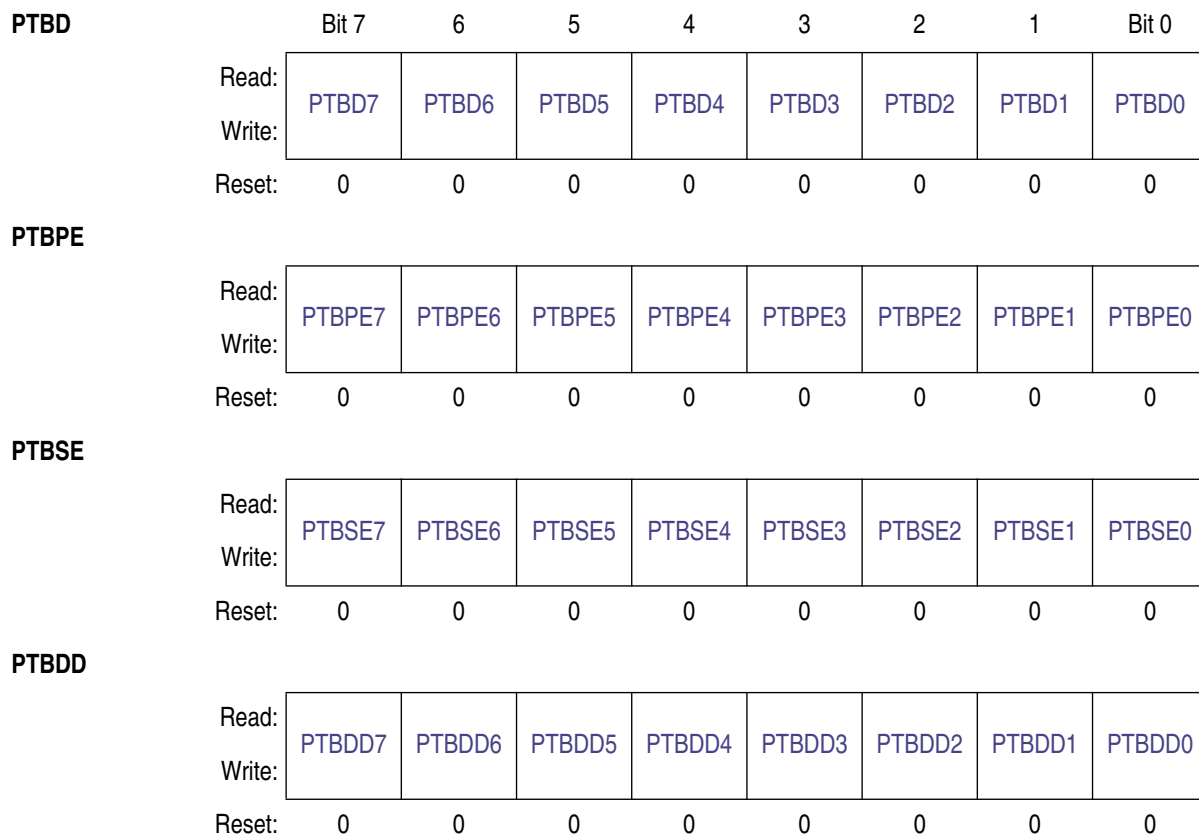 PTBD Bit 7 6 5 4 3 2 1 Bit 0
Read:
PTBD7 PTBD6 PTBD5 PTBD4 PTBD3 PTBD2 PTBD1 PTBD0
Write:
Reset: 0 0 0 0 0 0 0 0
PTBPE
Read:
PTBPE7 PTBPE6 PTBPE5 PTBPE4 PTBPE3 PTBPE2 PTBPE1 PTBPE0
Write:
Reset: 0 0 0 0 0 0 0 0
PTBSE
Read:
PTBSE7 PTBSE6 PTBSE5 PTBSE4 PTBSE3 PTBSE2 PTBSE1 PTBSE0
Write:
Reset: 0 0 0 0 0 0 0 0
PTBDD
Read:
PTBDD7 PTBDD6 PTBDD5 PTBDD4 PTBDD3 PTBDD2 PTBDD1 PTBDD0
Write:
Reset: 0 0 0 0 0 0 0 0